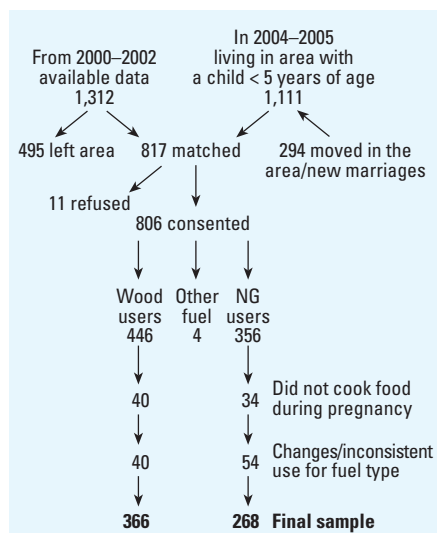 From 2000–2002
available data
1,312
In 2004–2005
living in area with
a child < 5 years of age
1,111
495 left area
817 matched
294 moved in the
area/new marriages
11 refused
806 consented
Wood
users
446
Other
fuel
4
NG
users
356
40
34
Did not cook food
during pregnancy
40
54
Changes/inconsistent
use for fuel type
366
268
Final sample